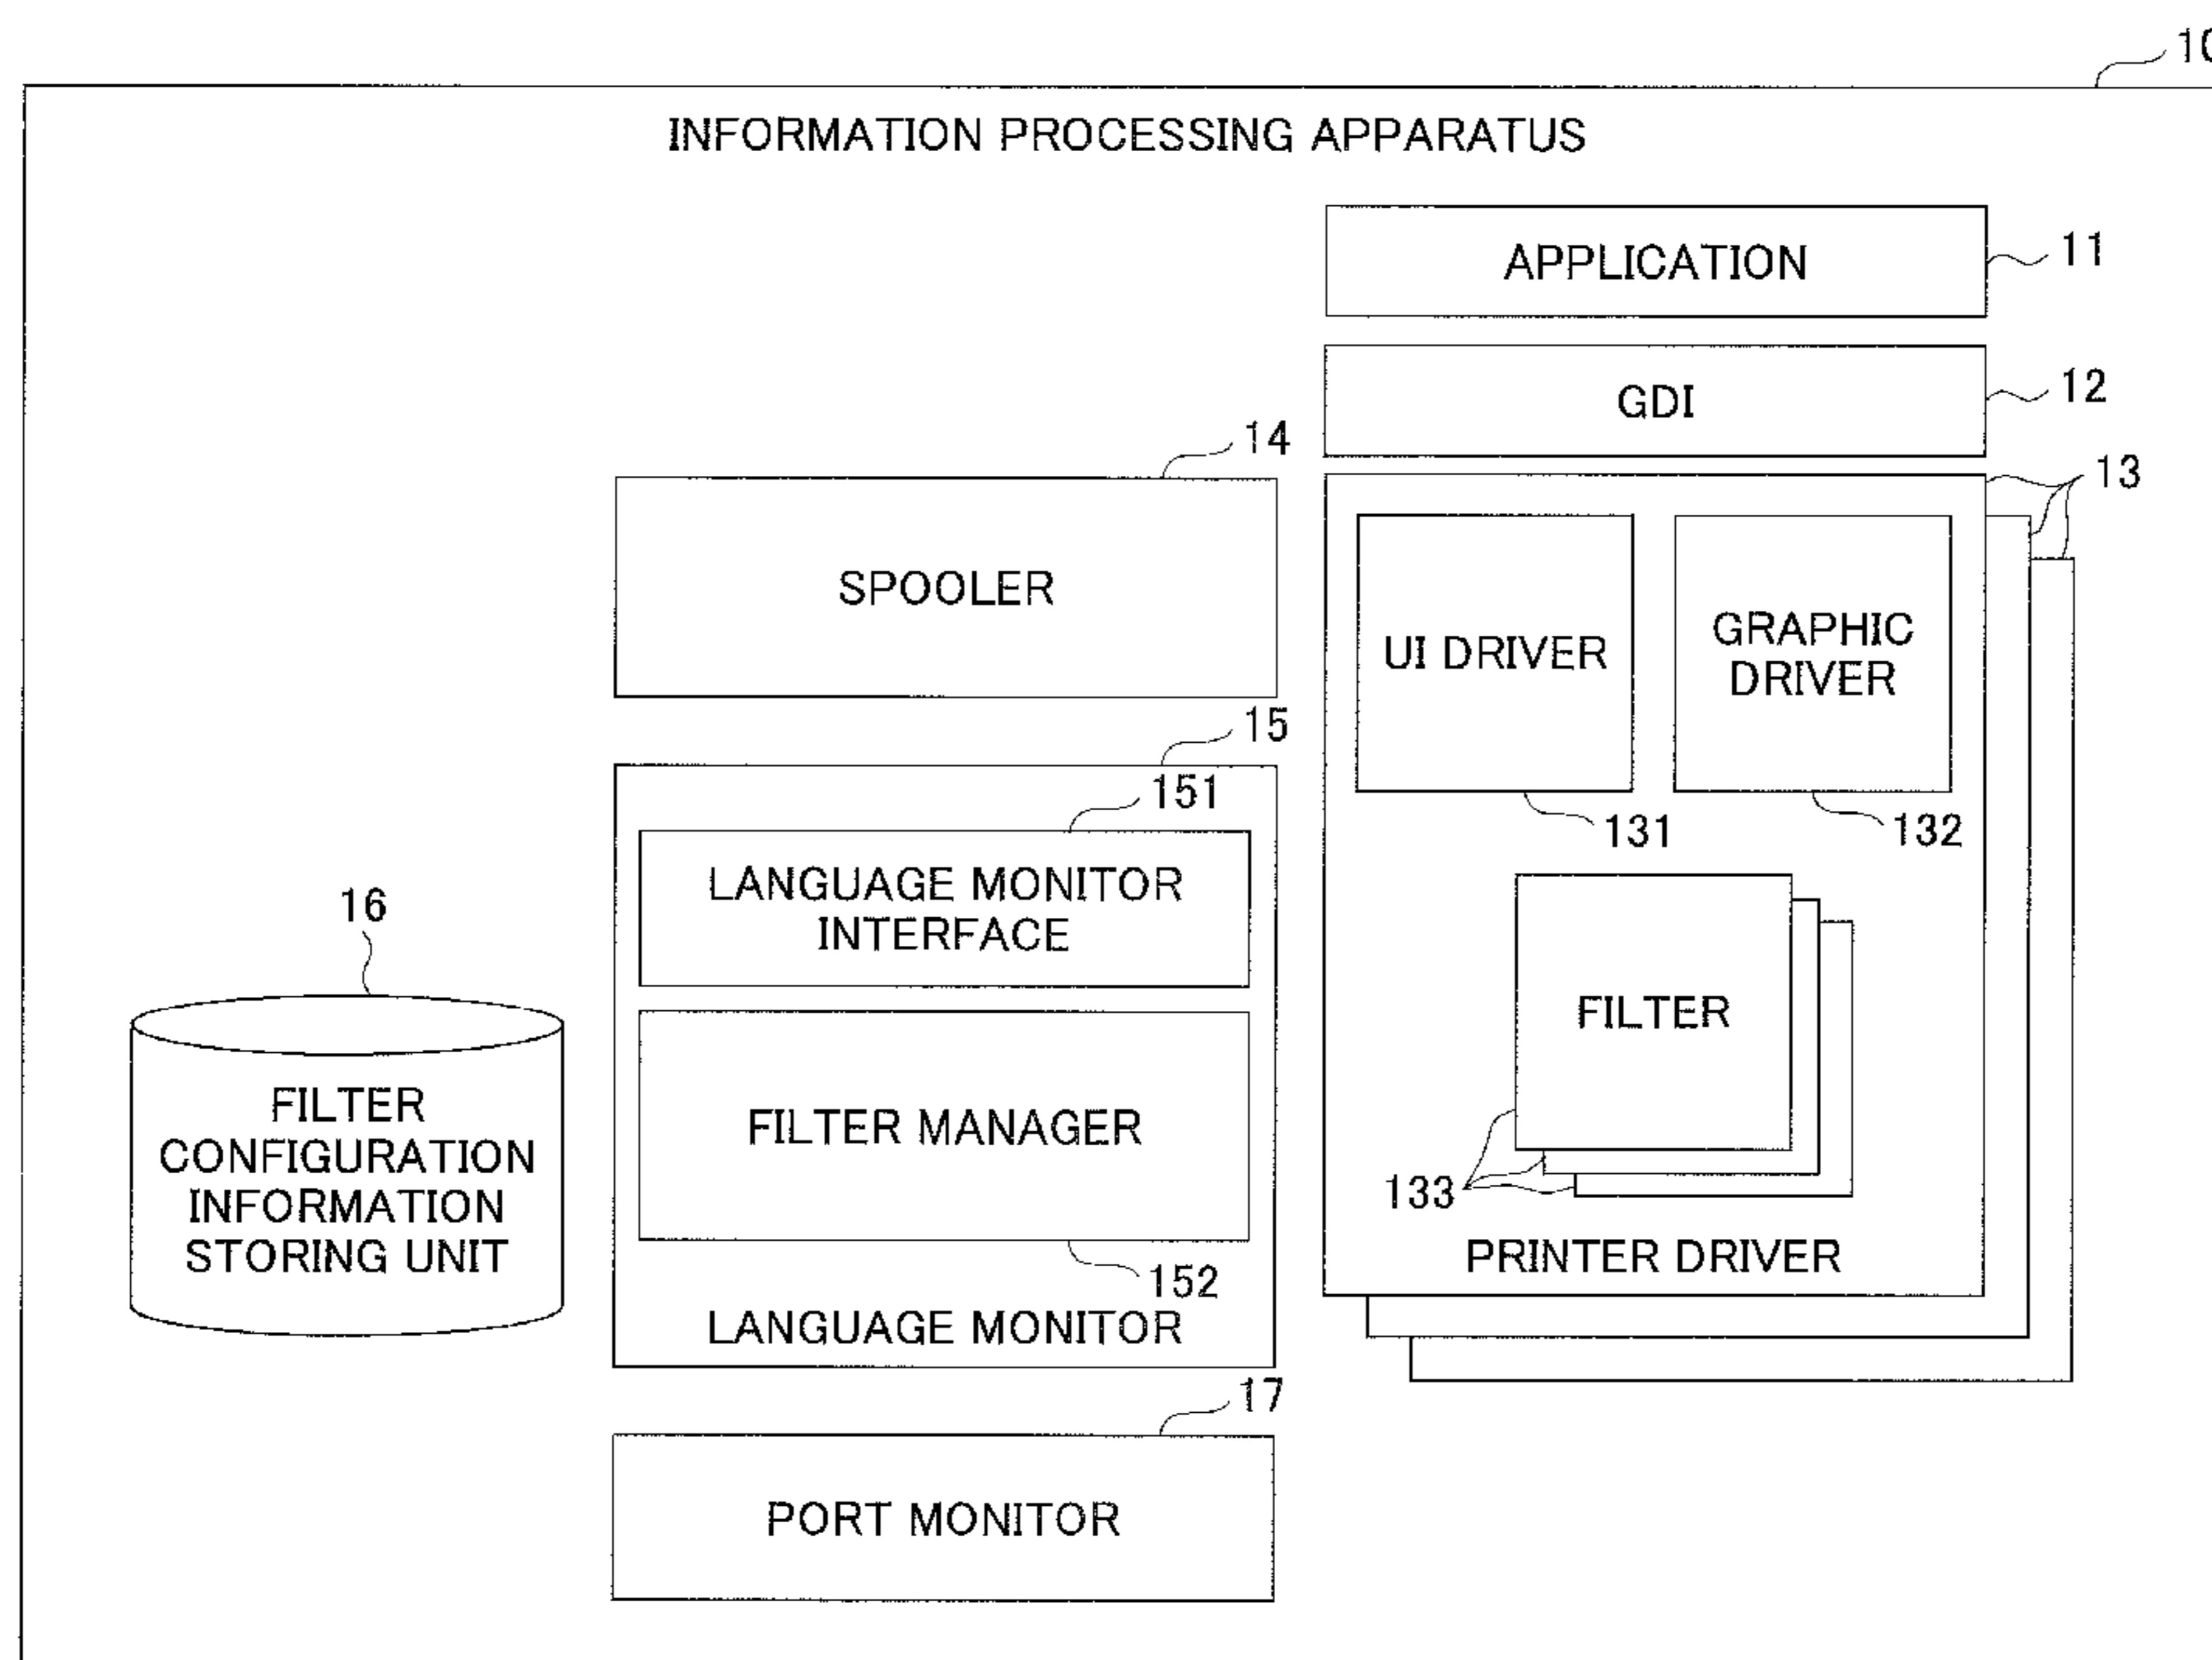 10
INFORMATION PROCESSING APPARATUS
APPLICATION
11
GDI
12
14
13
SPOOLER
UI DRIVER
GRAPHIC
DRIVER
15
151
131
132
LANGUAGE MONITOR
INTERFACE
16
FILTER
FILTER MANAGER
133
FILTER
CONFIGURATION
INFORMATION
STORING UNIT
152
PRINTER DRIVER
LANGUAGE MONITOR
17
PORT MONITOR